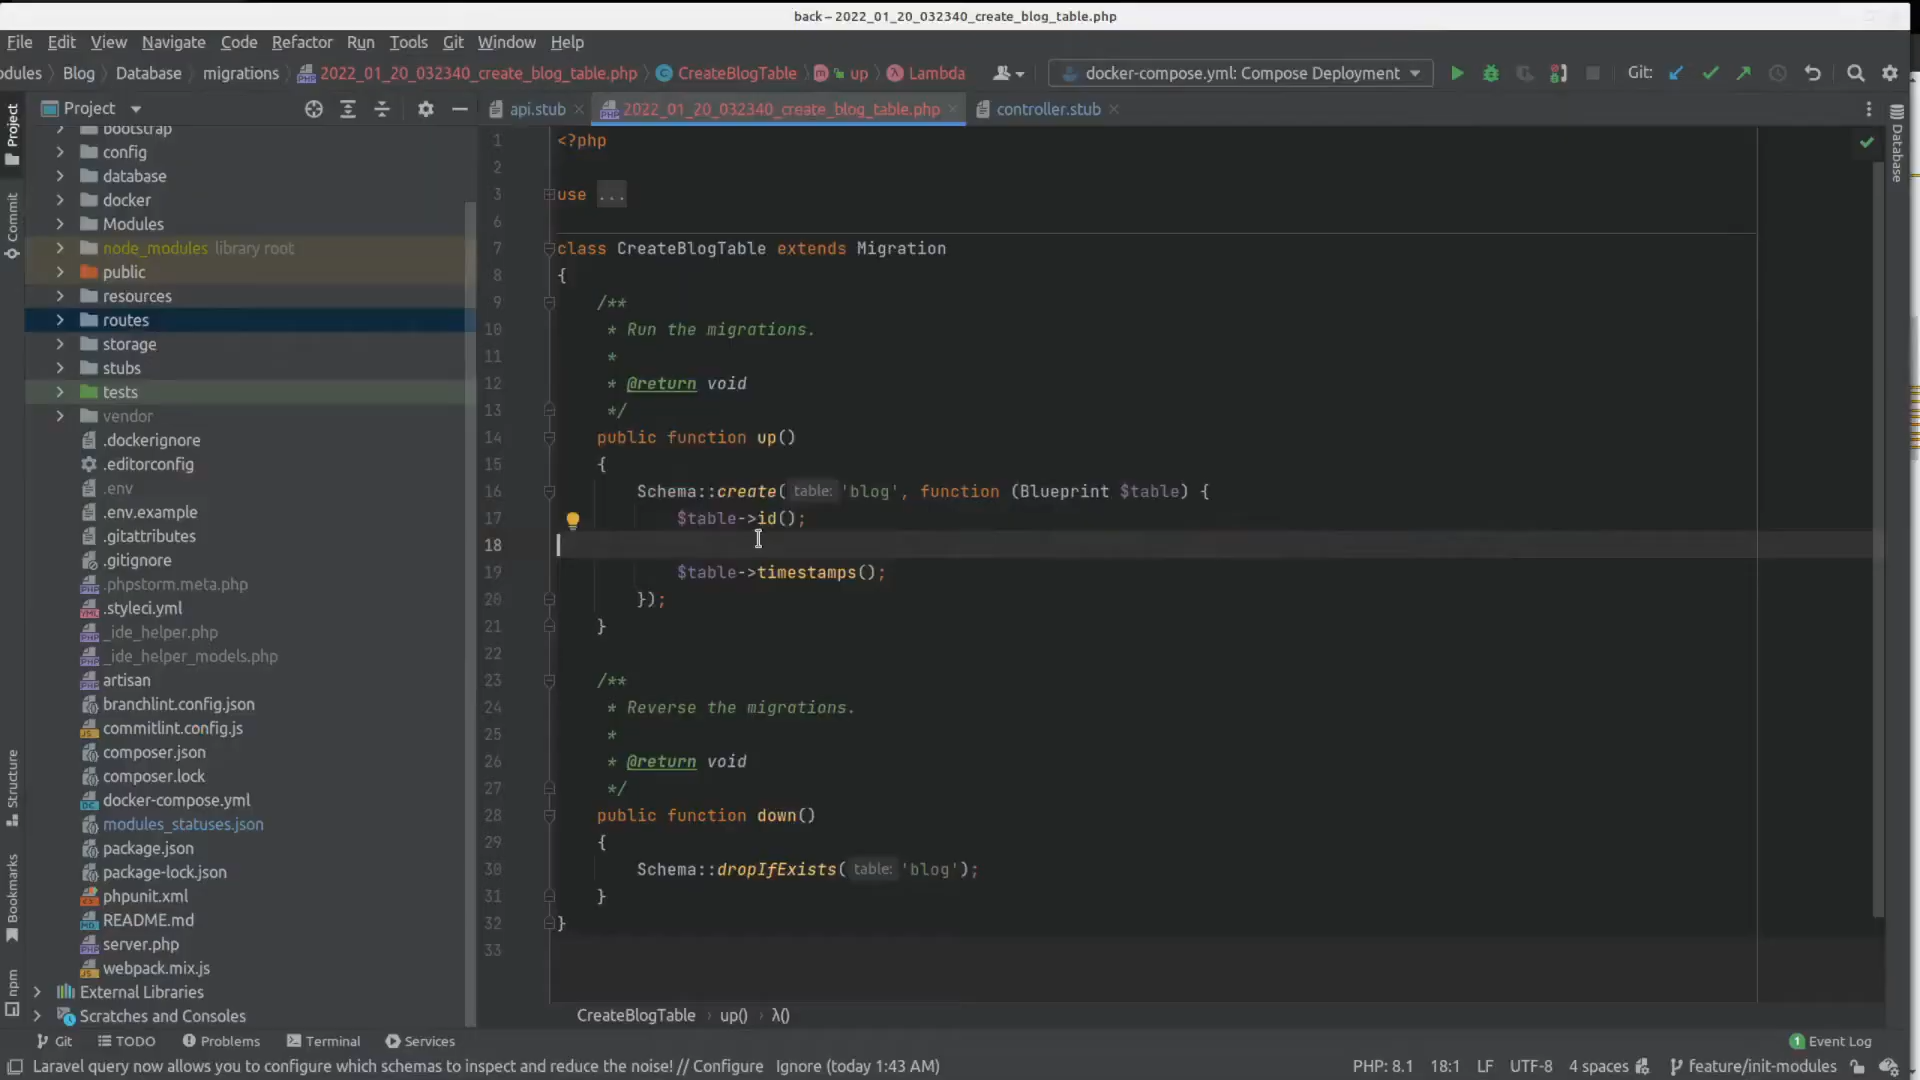 back – 2022_01_20_032340_create_blog_table.php
File Edit View Navigate Code Refactor Run Tools Git Window Help
odules Blog Database migrations 2022_01_20_032340_create_blog_table.php CreateBlogTable up Lambda docker-compose.yml: Compose Deployment Git:
Project
api.stub 2022_01_20_032340_create_blog_table.php controller.stub
Project
Commit
Structure
Bookmarks
npm
Database
bootstrap
config
database
docker
Modules
node_modules library root
public
resources
routes
storage
stubs
tests
vendor
.dockerignore
.editorconfig
.env
.env.example
.gitattributes
.gitignore
.phpstorm.meta.php
.styleci.yml
_ide_helper.php
_ide_helper_models.php
artisan
branchlint.config.json
commitlint.config.js
composer.json
composer.lock
docker-compose.yml
modules_statuses.json
package.json
package-lock.json
phpunit.xml
README.md
server.php
webpack.mix.js
External Libraries
Scratches and Consoles
1 <?php
2
3 use ...
6
7 class CreateBlogTable extends Migration
8 {
9 /**
10 * Run the migrations.
11 *
12 * @return void
13 */
14 public function up()
15 {
16 Schema::create( table: 'blog', function (Blueprint $table) {
17 $table->id();
18
19 $table->timestamps();
20 });
21 }
22
23 /**
24 * Reverse the migrations.
25 *
26 * @return void
27 */
28 public function down()
29 {
30 Schema::dropIfExists( table: 'blog');
31 }
32 }
33
CreateBlogTable up() λ()
Git TODO Problems Terminal Services 1 Event Log
Laravel query now allows you to configure which schemas to inspect and reduce the noise! // Configure Ignore (today 1:43 AM) PHP: 8.1 18:1 LF UTF-8 4 spaces feature/init-modules